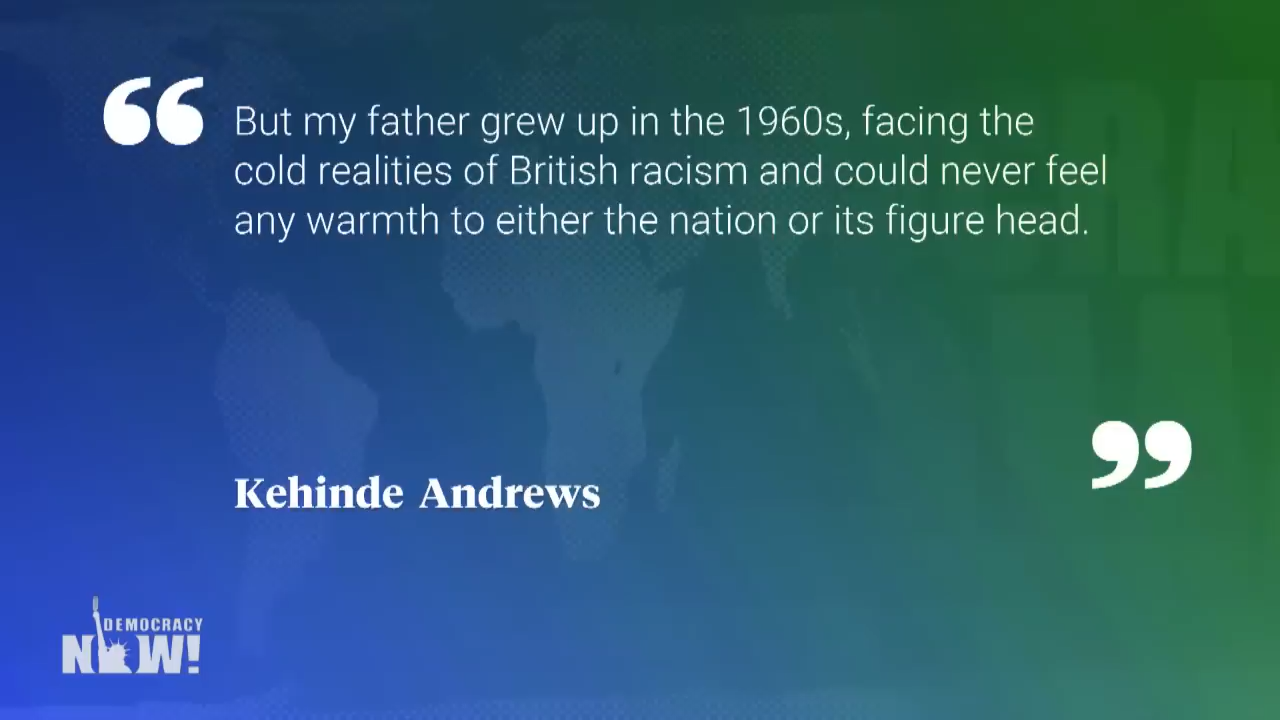 But my father grew up in the 1960s, facing the
cold realities of British racism and could never feel
any warmth to either the nation or its figure head.
Kehinde Andrews
DEMOCRACY
NOW!